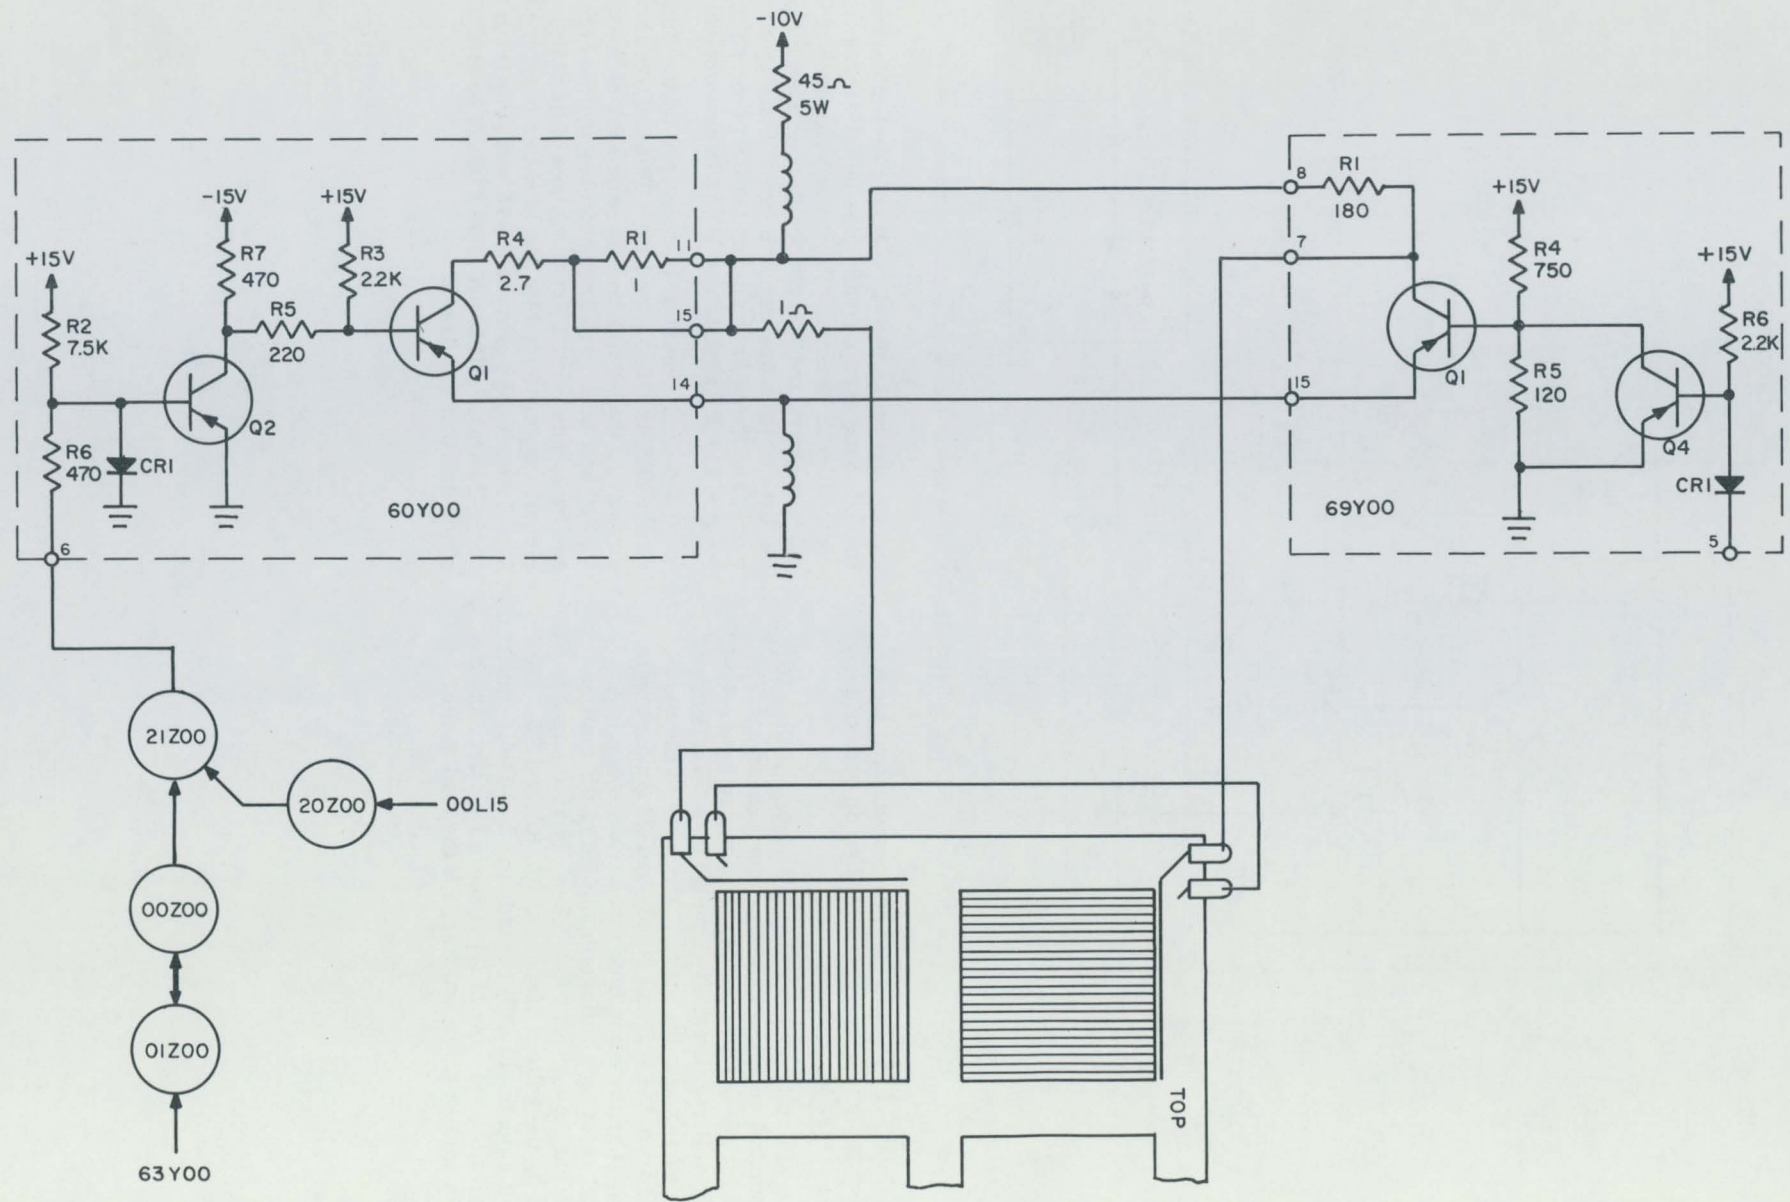 -10V
45Ω
5W
-15V
+15V
+15V
R7
470
R3
22K
R4
2.7
R1
1
11
R2
7.5K
R5
220
15
1Ω
Q1
14
Q2
R6
470
CR1
60Y00
6
8
R1
180
+15V
7
R4
750
+15V
R6
2.2K
Q1
R5
120
15
Q4
CR1
69Y00
5
21Z00
20Z00
00L15
00Z00
01Z00
63Y00
TOP